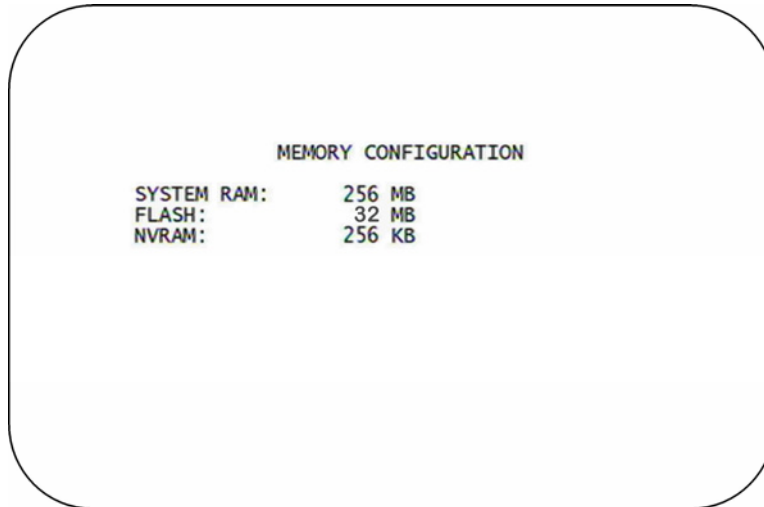 MEMORY CONFIGURATION
SYSTEM RAM: 256 MB
FLASH: 32 MB
NVRAM: 256 KB